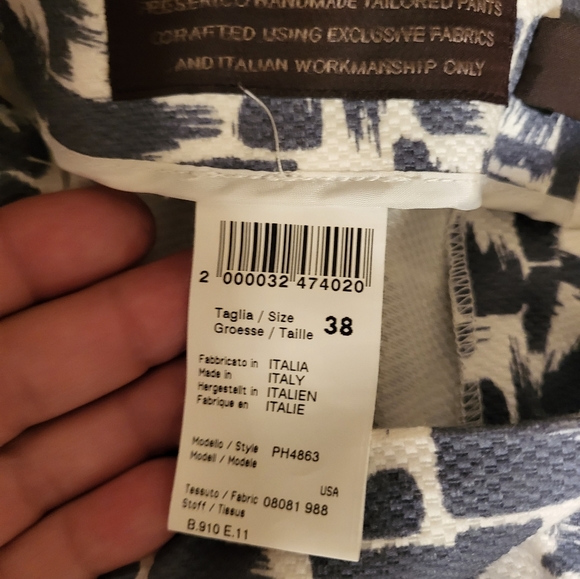 HANDMADE TAILORED PANTS
CRAFTED USING EXCLUSIVE FABRICS
AND ITALIAN WORKMANSHIP ONLY
2 000032 474020
Taglia / Size
Groesse / Taille 38
Fabbricato in ITALIA
Made in ITALY
Hergestellt in ITALIEN
Fabriqué en ITALIE
Modello / Style PH4863
Modell / Modèle
USA
Tessuto / Fabric 08081 988
Stoff / Tissus
B.910 E.11